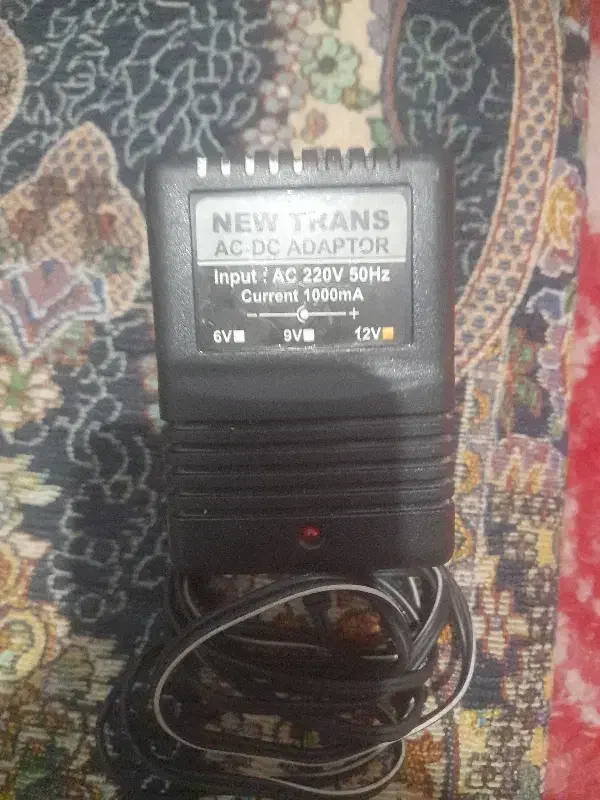 NEW TRANS
AC-DC ADAPTOR
Input : AC 220V 50Hz
Current 1000mA
- +
6V 9V 12V